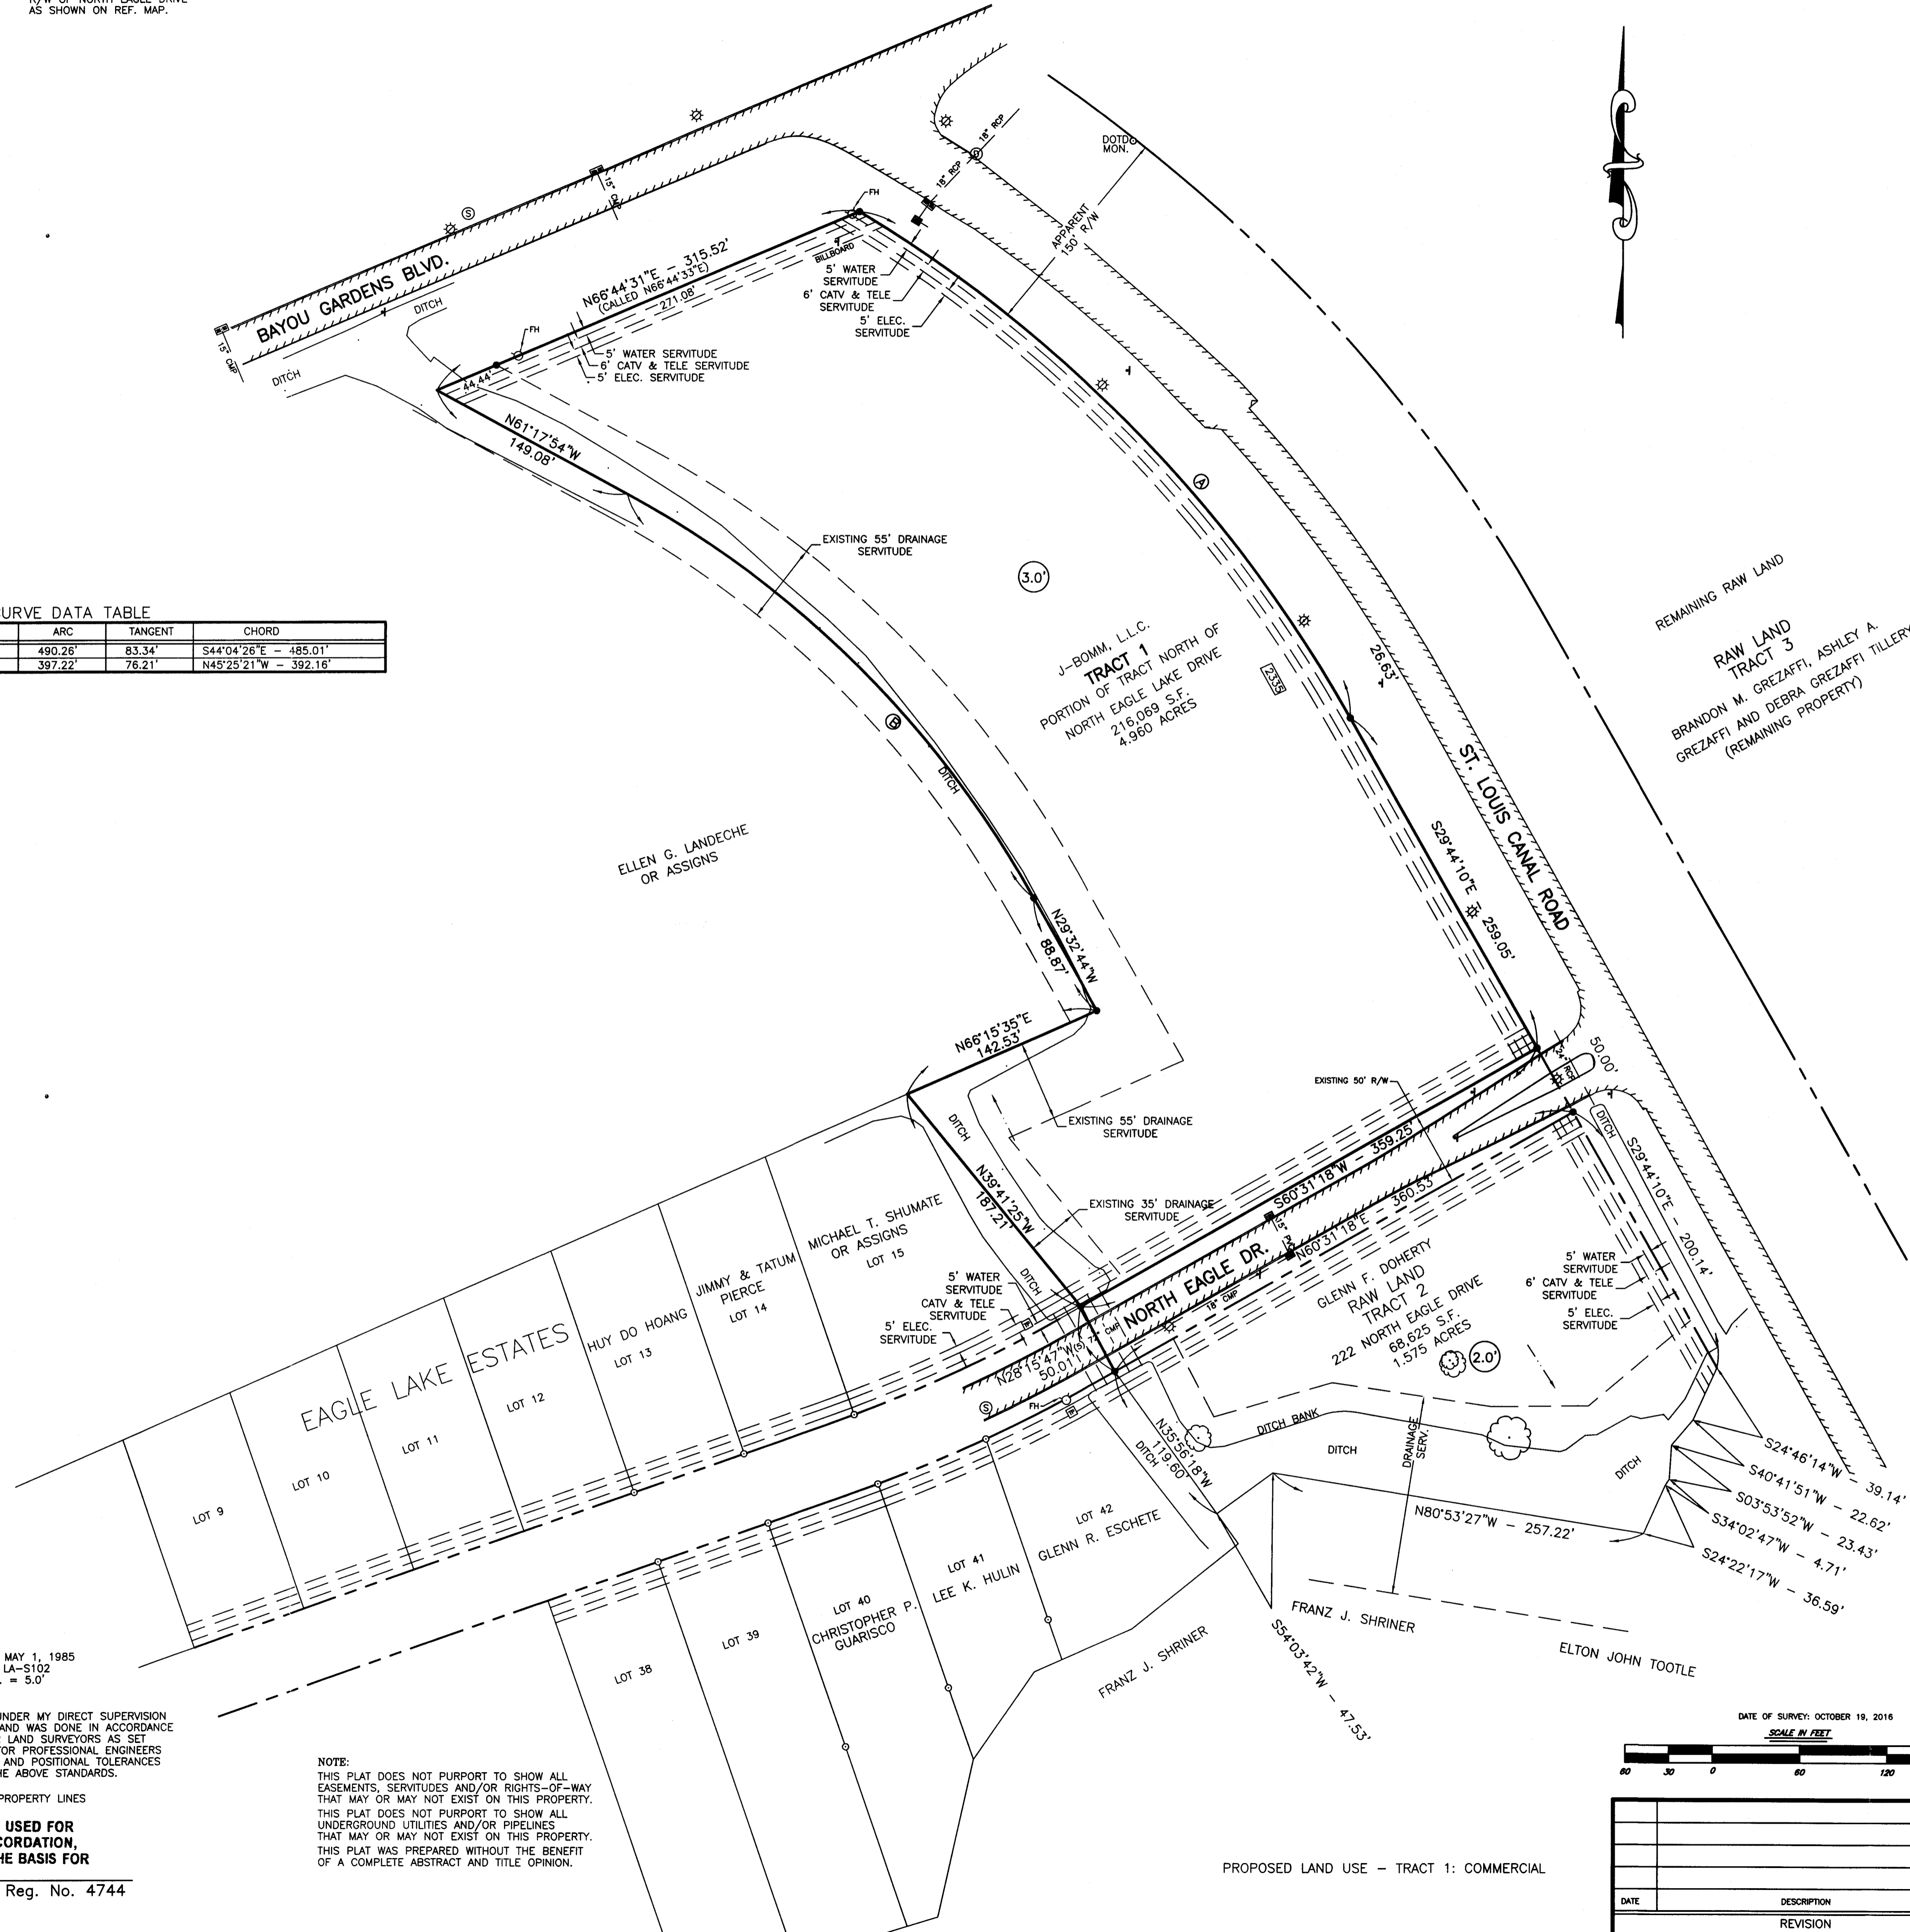 R/W OF NORTH EAGLE DRIVE
AS SHOWN ON REF. MAP.
DOTD
MON.
18" RCP
18" RCP
FH
APPARENT
150' R/W
15" CMP
BAYOU GARDENS BLVD.
15" CMP
DITCH
DITCH
N66°44'31"E - 315.52'
(CALLED N66°44'33"E)
271.08'
BILLBOARD
5' WATER
SERVITUDE
6' CATV & TELE
SERVITUDE
5' ELEC.
SERVITUDE
FH
5' WATER SERVITUDE
6' CATV & TELE SERVITUDE
5' ELEC. SERVITUDE
44.44'
N61°17'54"W
149.08'
A
EXISTING 55' DRAINAGE
SERVITUDE
3.0'
J-BOMM, L.L.C.
TRACT 1
PORTION OF TRACT NORTH OF
NORTH EAGLE LAKE DRIVE
216,069 S.F.
4.960 ACRES
2335
26.63'
REMAINING RAW LAND
RAW LAND
TRACT 3
BRANDON M. GREZAFFI, ASHLEY A.
GREZAFFI AND DEBRA GREZAFFI TILLERY
(REMAINING PROPERTY)
CURVE DATA TABLE
ARC TANGENT CHORD
490.26' 83.34' S44°04'26"E - 485.01'
397.22' 76.21' N45°25'21"W - 392.16'
B
DITCH
ST. LOUIS CANAL ROAD
S29°44'10"E - 259.05'
ELLEN G. LANDECHE
OR ASSIGNS
N29°32'44"W
88.87'
N66°15'35"E
142.53'
50.00'
24" RCP
EXISTING 50' R/W
DITCH
EXISTING 55' DRAINAGE
SERVITUDE
DITCH
S60°31'18"W - 359.25'
N60°31'18"E - 360.53'
S29°44'10"E - 200.14'
N39°41'25"W
187.21'
EXISTING 35' DRAINAGE
SERVITUDE
NORTH EAGLE DR.
15"
18" CMP
DITCH
5' WATER
SERVITUDE
CATV & TELE
SERVITUDE
5' ELEC.
SERVITUDE
72" CMP
N28°15'47"W
50.01'
FH
GLENN F. DOHERTY
RAW LAND
TRACT 2
222 NORTH EAGLE DRIVE
68,625 S.F.
1.575 ACRES
2.0'
5' WATER
SERVITUDE
6' CATV & TELE
SERVITUDE
5' ELEC.
SERVITUDE
MICHAEL T. SHUMATE
OR ASSIGNS
LOT 15
JIMMY & TATUM
PIERCE
LOT 14
HUY DO HOANG
LOT 13
EAGLE LAKE ESTATES
LOT 12
LOT 11
LOT 10
LOT 9
N35°56'18"W
119.60'
DITCH
DITCH BANK
DITCH
DRAINAGE
SERV.
DITCH
S24°46'14"W - 39.14'
S40°41'51"W - 22.62'
S03°53'52"W - 23.43'
S34°02'47"W - 4.71'
S24°22'17"W - 36.59'
N80°53'27"W - 257.22'
LOT 42
GLENN R. ESCHETE
LOT 41
LEE K. HULIN
LOT 40
CHRISTOPHER P.
GUARISCO
LOT 39
LOT 38
FRANZ J. SHRINER
FRANZ J. SHRINER
S54°03'42"W - 47.53'
ELTON JOHN TOOTLE
MAY 1, 1985
LA-S102
. = 5.0'
UNDER MY DIRECT SUPERVISION
AND WAS DONE IN ACCORDANCE
LAND SURVEYORS AS SET
FOR PROFESSIONAL ENGINEERS
AND POSITIONAL TOLERANCES
HE ABOVE STANDARDS.
PROPERTY LINES
USED FOR
CORDATION,
HE BASIS FOR
Reg. No. 4744
NOTE:
THIS PLAT DOES NOT PURPORT TO SHOW ALL
EASEMENTS, SERVITUDES AND/OR RIGHTS-OF-WAY
THAT MAY OR MAY NOT EXIST ON THIS PROPERTY.
THIS PLAT DOES NOT PURPORT TO SHOW ALL
UNDERGROUND UTILITIES AND/OR PIPELINES
THAT MAY OR MAY NOT EXIST ON THIS PROPERTY.
THIS PLAT WAS PREPARED WITHOUT THE BENEFIT
OF A COMPLETE ABSTRACT AND TITLE OPINION.
PROPOSED LAND USE - TRACT 1: COMMERCIAL
DATE OF SURVEY: OCTOBER 19, 2016
SCALE IN FEET
60 30 0 60 120
DATE DESCRIPTION
REVISION